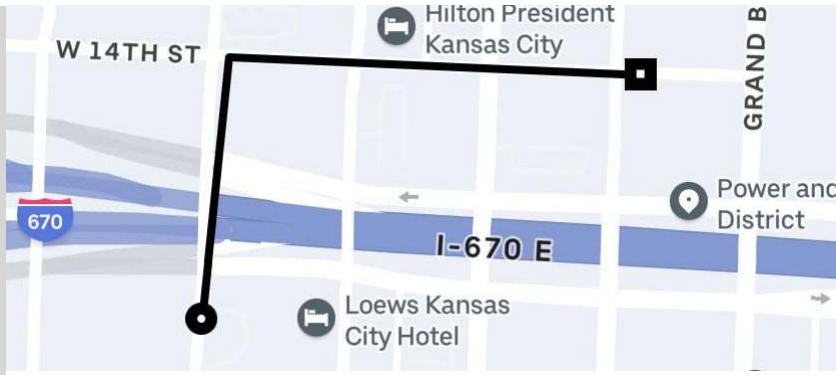 Hilton President
Kansas City
W 14TH ST
GRAND B
670
Power and
District
I-670 E
Loews Kansas
City Hotel